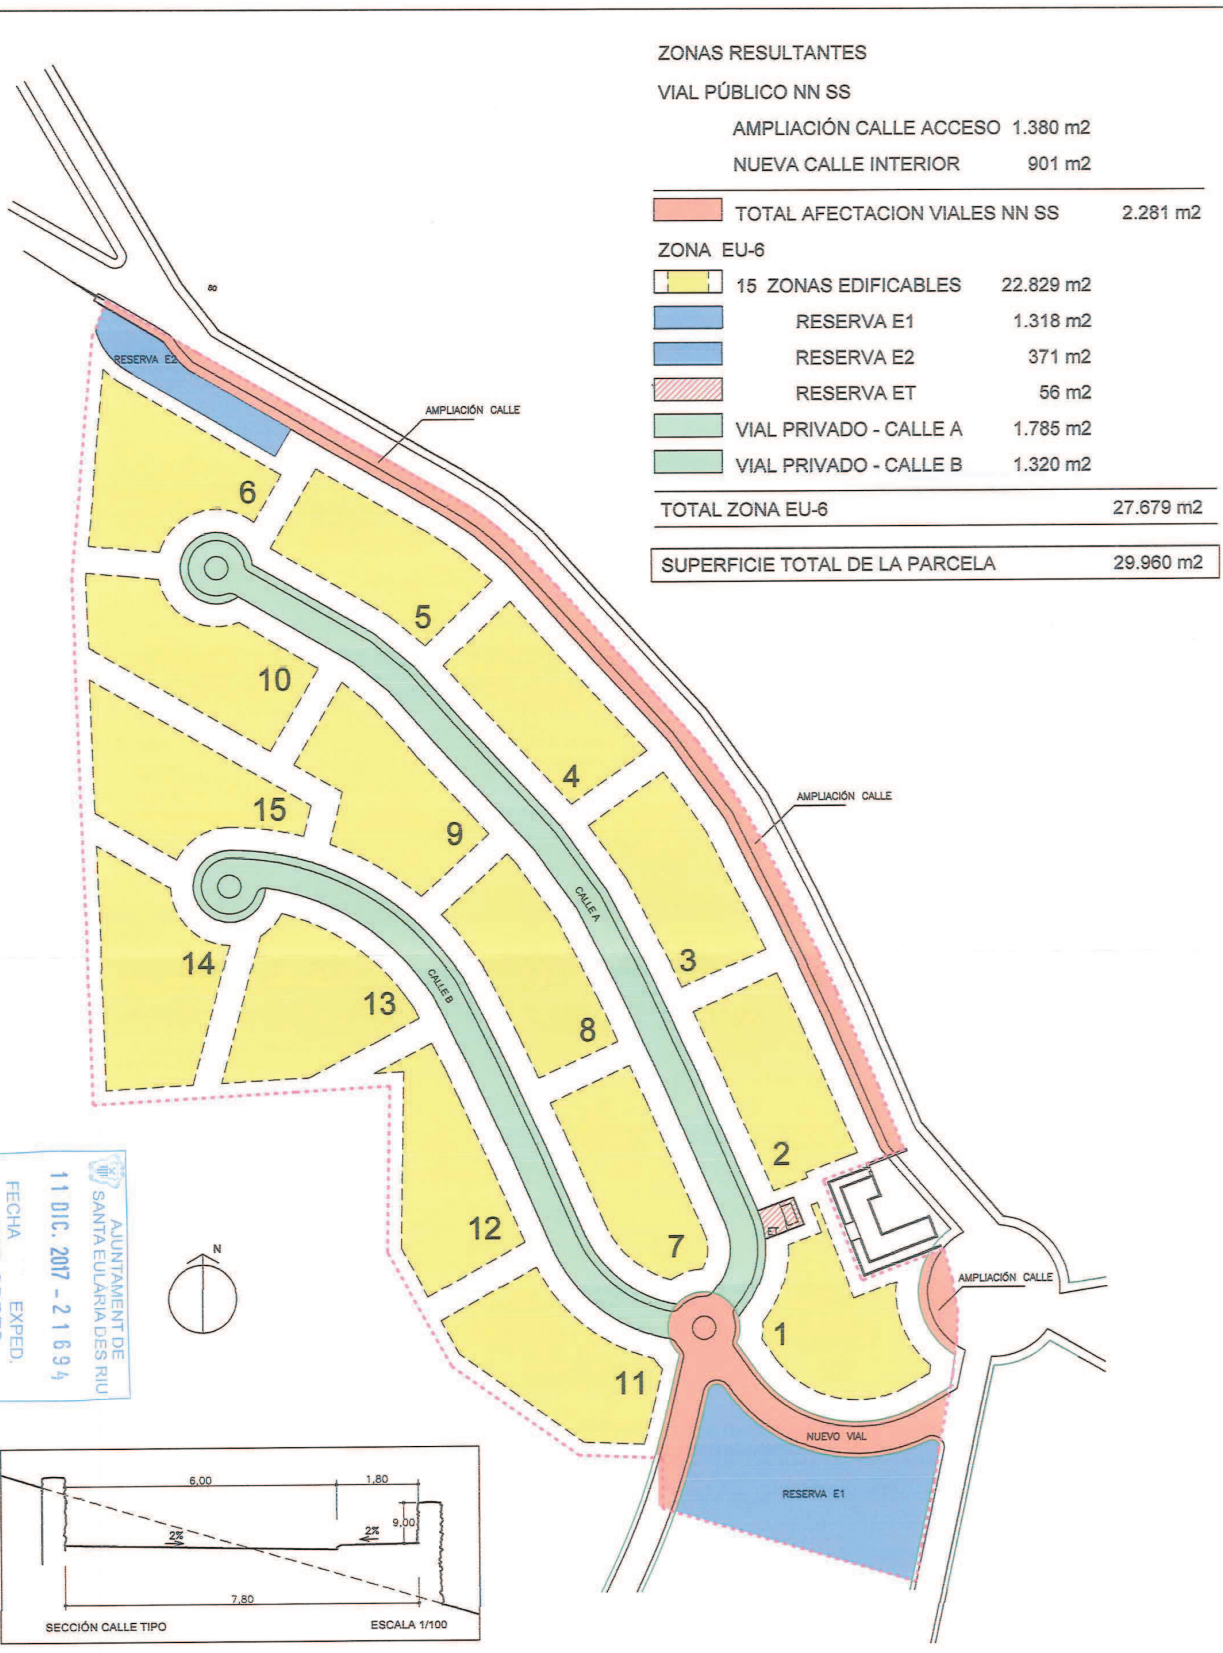 ZONAS RESULTANTES
VIAL PÚBLICO NN SS
AMPLIACIÓN CALLE ACCESO 1.380 m2
NUEVA CALLE INTERIOR 901 m2
TOTAL AFECTACION VIALES NN SS 2.281 m2
ZONA EU-6
15 ZONAS EDIFICABLES 22.829 m2
RESERVA E1 1.318 m2
RESERVA E2 371 m2
RESERVA ET 56 m2
VIAL PRIVADO - CALLE A 1.785 m2
VIAL PRIVADO - CALLE B 1.320 m2
TOTAL ZONA EU-6 27.679 m2
SUPERFICIE TOTAL DE LA PARCELA 29.960 m2
80
RESERVA E2
AMPLIACIÓN CALLE
6
5
10
4
15
9
AMPLIACIÓN CALLE
CALLE A
3
14
13
CALLE B
8
2
12
7
ET
1
11
AMPLIACIÓN CALLE
NUEVO VIAL
RESERVA E1
N
AJUNTAMENT DE
SANTA EULÀRIA DES RIU
11 DIC. 2017 - 21694
FECHA EXPED.
6,00 1,80
9,00
2% 2%
7,80
SECCIÓN CALLE TIPO ESCALA 1/100